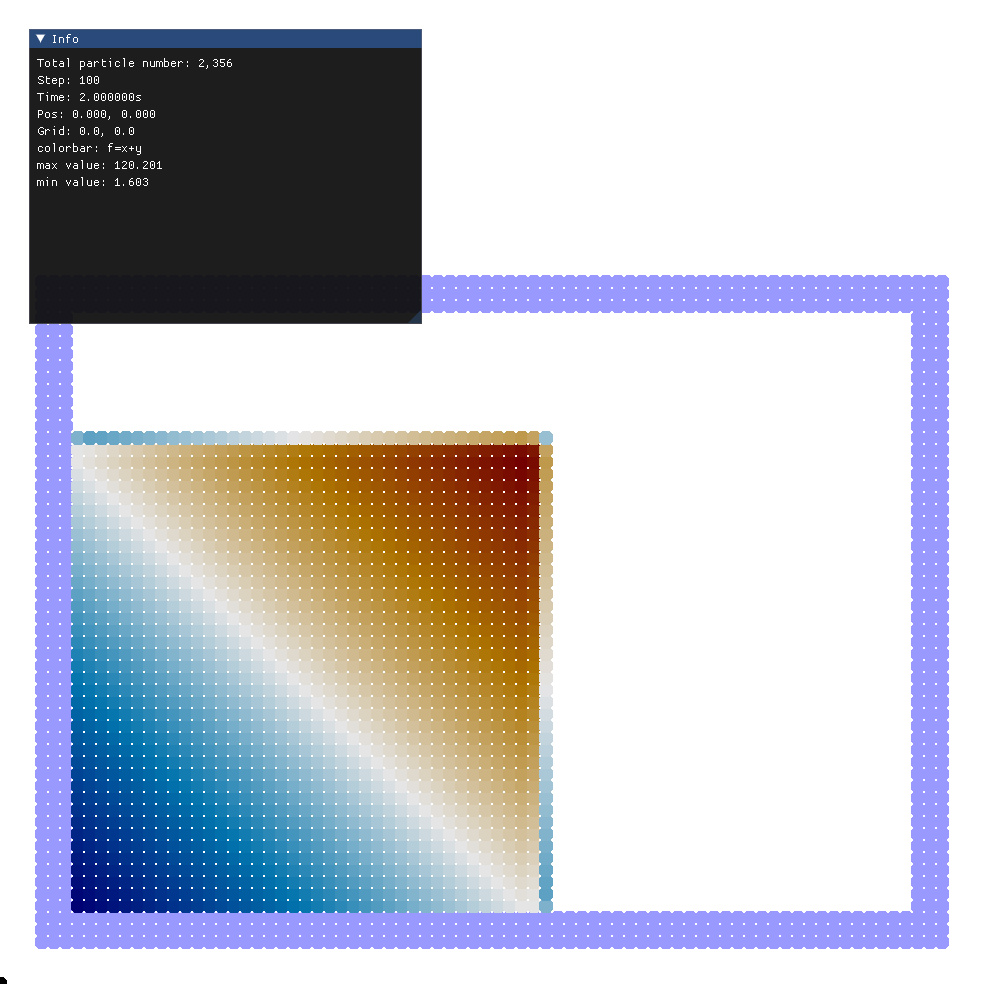 Info
Total particle number: 2,356
Step: 100
Time: 2.000000s
Pos: 0.000, 0.000
Grid: 0.0, 0.0
colorbar: f=x+y
max value: 120.201
min value: 1.603